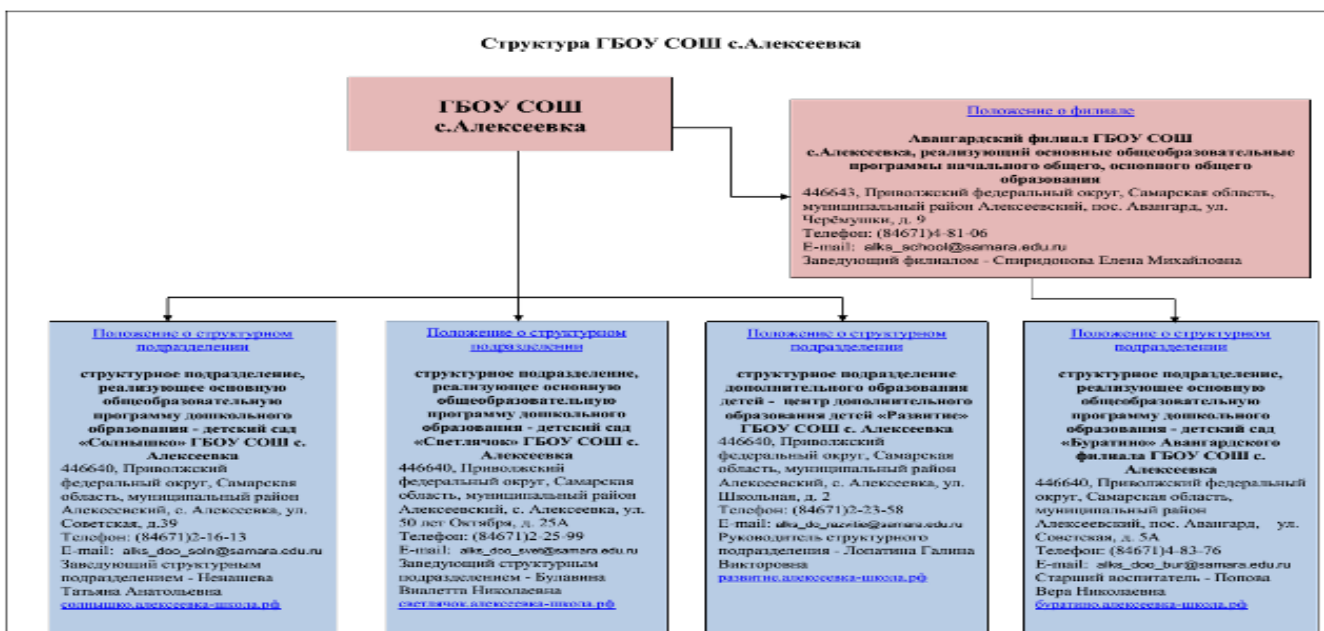 Структура ГБОУ СОШ с.Алексеевка
ГБОУ СОШ
с.Алексеевка
Положение о филиале
Авангардский филиал ГБОУ СОШ
с.Алексеевка, реализующий основные общеобразовательные
программы начального общего, основного общего
образования
446643, Приволжский федеральный округ, Самарская область,
муниципальный район Алексеевский, пос. Авангард, ул.
Черёмушки, д. 9
Телефон: (84671)4-81-06
E-mail: alks_school@samara.edu.ru
Заведующий филиалом - Спиридонова Елена Михайловна
Положение о структурном
подразделении
структурное подразделение,
реализующее основную
общеобразовательную
программу дошкольного
образования - детский сад
«Солнышко» ГБОУ СОШ с.
Алексеевка
446640, Приволжский
федеральный округ, Самарская
область, муниципальный район
Алексеевский, с. Алексеевка, ул.
Советская, д.39
Телефон: (84671)2-16-13
E-mail: alks_doo_soln@samara.edu.ru
Заведующий структурным
подразделением - Ненашева
Татьяна Анатольевна
солнышко.алексеевка-школа.рф
Положение о структурном
подразделении
структурное подразделение,
реализующее основную
общеобразовательную
программу дошкольного
образования - детский сад
«Светлячок» ГБОУ СОШ с.
Алексеевка
446640, Приволжский
федеральный округ, Самарская
область, муниципальный район
Алексеевский, с. Алексеевка, ул.
50 лет Октября, д. 25А
Телефон: (84671)2-25-99
E-mail: alks_doo_svet@samara.edu.ru
Заведующий структурным
подразделением - Булавина
Виалетта Николаевна
светлячок.алексеевка-школа.рф
Положение о структурном
подразделении
структурное подразделение
дополнительного образования
детей - центр дополнительного
образования детей «Развитие»
ГБОУ СОШ с. Алексеевка
446640, Приволжский
федеральный округ, Самарская
область, муниципальный район
Алексеевский, с. Алексеевка, ул.
Школьная, д. 2
Телефон: (84671)2-23-58
E-mail: alks_do_razvitie@samara.edu.ru
Руководитель структурного
подразделения - Лопатина Галина
Викторовна
развитие.алексеевка-школа.рф
Положение о структурном
подразделении
структурное подразделение,
реализующее основную
общеобразовательную
программу дошкольного
образования - детский сад
«Буратино» Авангардского
филиала ГБОУ СОШ с.
Алексеевка
446640, Приволжский федеральный
округ, Самарская область,
муниципальный район
Алексеевский, пос. Авангард, ул.
Советская, д. 5А
Телефон: (84671)4-83-76
E-mail: alks_doo_bur@samara.edu.ru
Старший воспитатель - Попова
Вера Николаевна
буратино.алексеевка-школа.рф